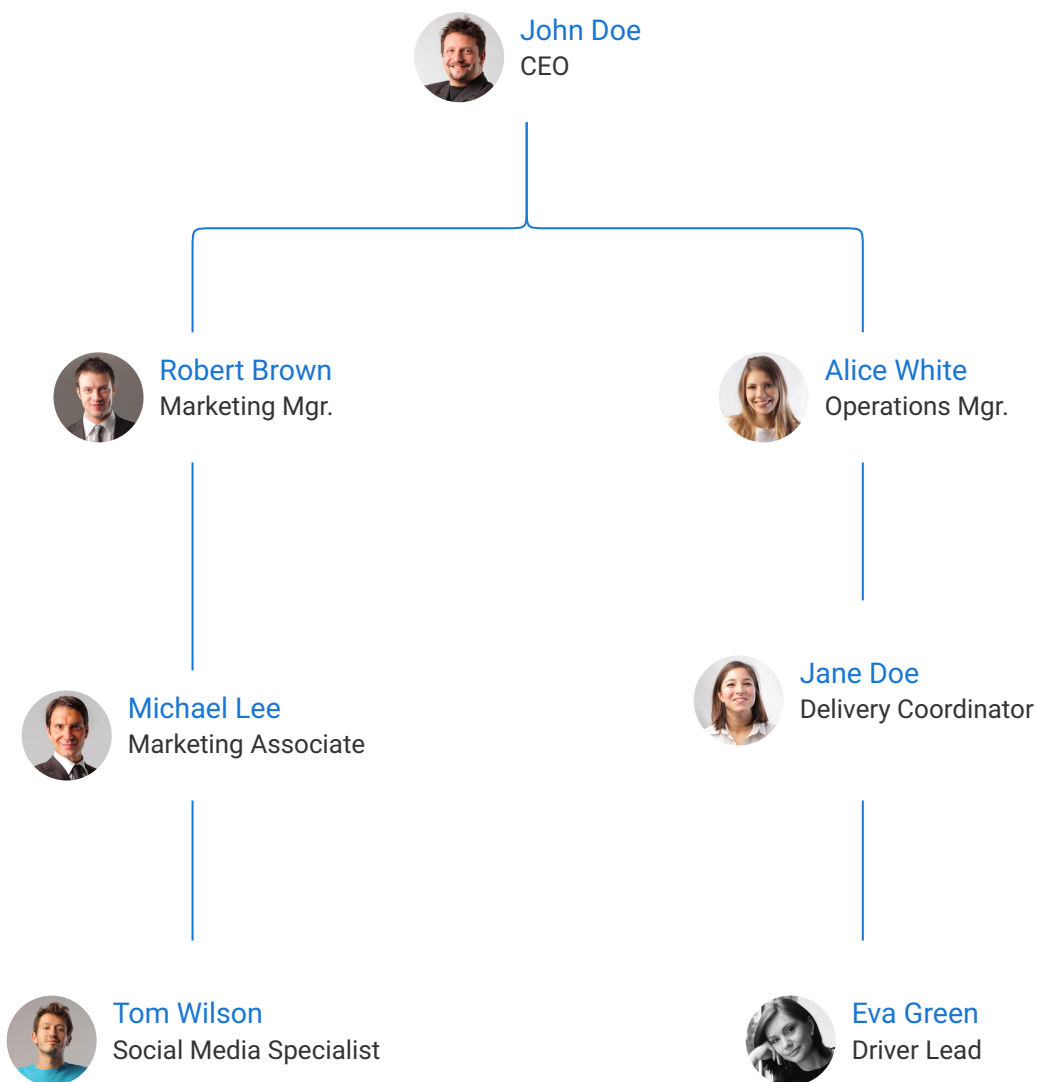 John Doe
CEO
Robert Brown
Marketing Mgr.
Alice White
Operations Mgr.
Michael Lee
Marketing Associate
Jane Doe
Delivery Coordinator
Tom Wilson
Social Media Specialist
Eva Green
Driver Lead